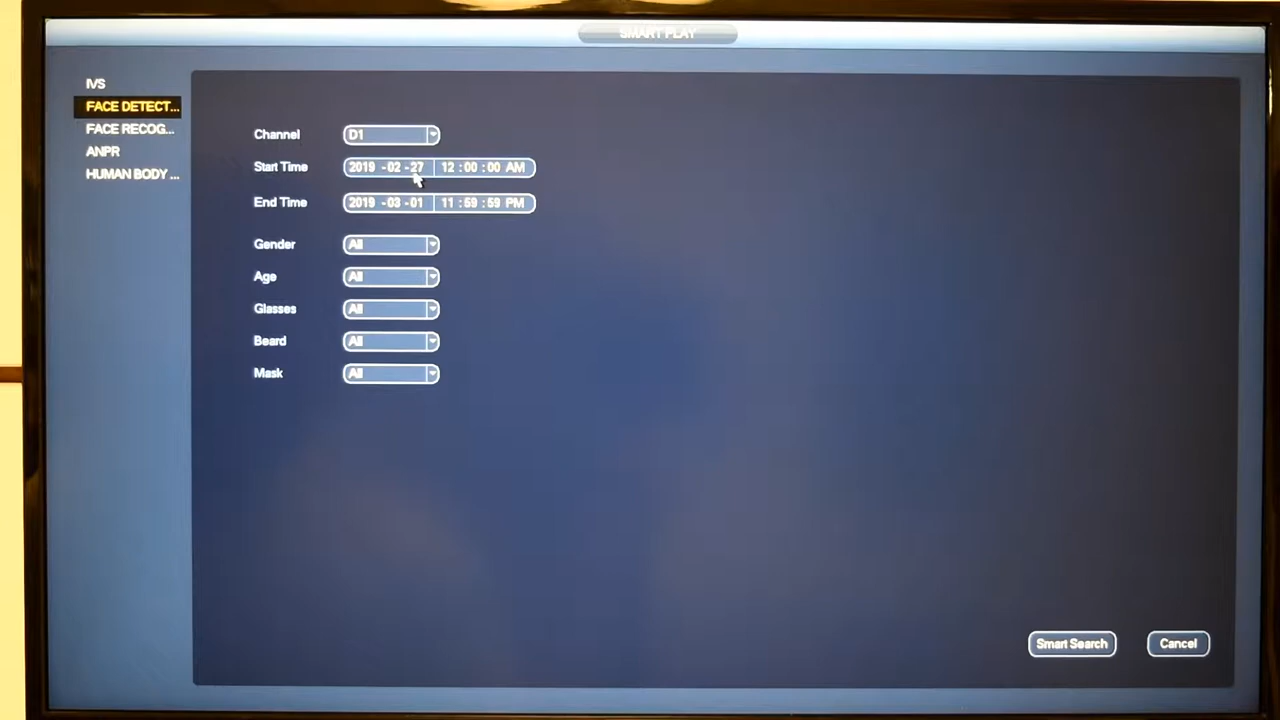 SMART PLAY
IVS
FACE DETECT...
FACE RECOG...
ANPR
HUMAN BODY ...
Channel D1
Start Time 2019 -02 -27 12 :00 :00 AM
End Time 2019 -03 -01 11 :59 :59 PM
Gender All
Age All
Glasses All
Beard All
Mask All
Smart Search Cancel